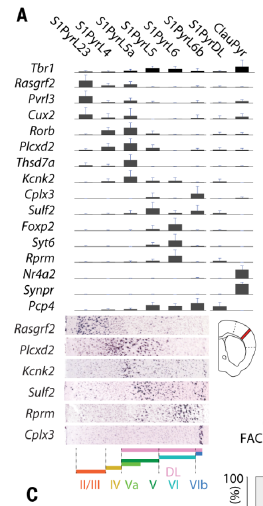 A
S1PyrL23
S1PyrL4
S1PyrL5a
S1PyrL5
S1PyrL6
S1PyrL6b
S1PyrDL
ClauPyr
Tbr1
Rasgrf2
Pvrl3
Cux2
Rorb
Plcxd2
Thsd7a
Kcnk2
Cplx3
Sulf2
Foxp2
Syt6
Rprm
Nr4a2
Synpr
Pcp4
Rasgrf2
Plcxd2
Kcnk2
Sulf2
Rprm
Cplx3
FAC
DL
II/III IV Va V VI VIb
C
100
(%)